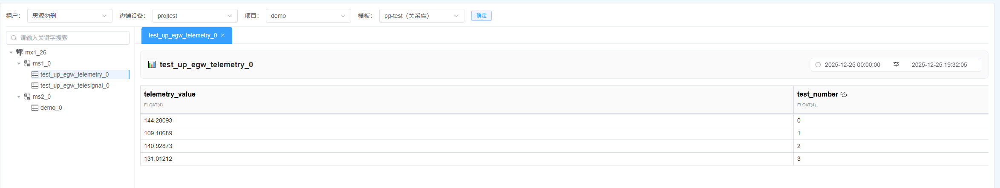 租户： 思源勿删 边端设备： projtest 项目： demo 模板： pg-test（关系库） 确定
请输入关键字搜索
mx1_26
ms1_0
test_up_egw_telemetry_0
test_up_egw_telesignal_0
ms2_0
demo_0
test_up_egw_telemetry_0
test_up_egw_telemetry_0
2025-12-25 00:00:00 至 2025-12-25 19:32:05
telemetry_value test_number
FLOAT(4) FLOAT(4)
144.28093 0
109.10689 1
140.92873 2
131.01212 3